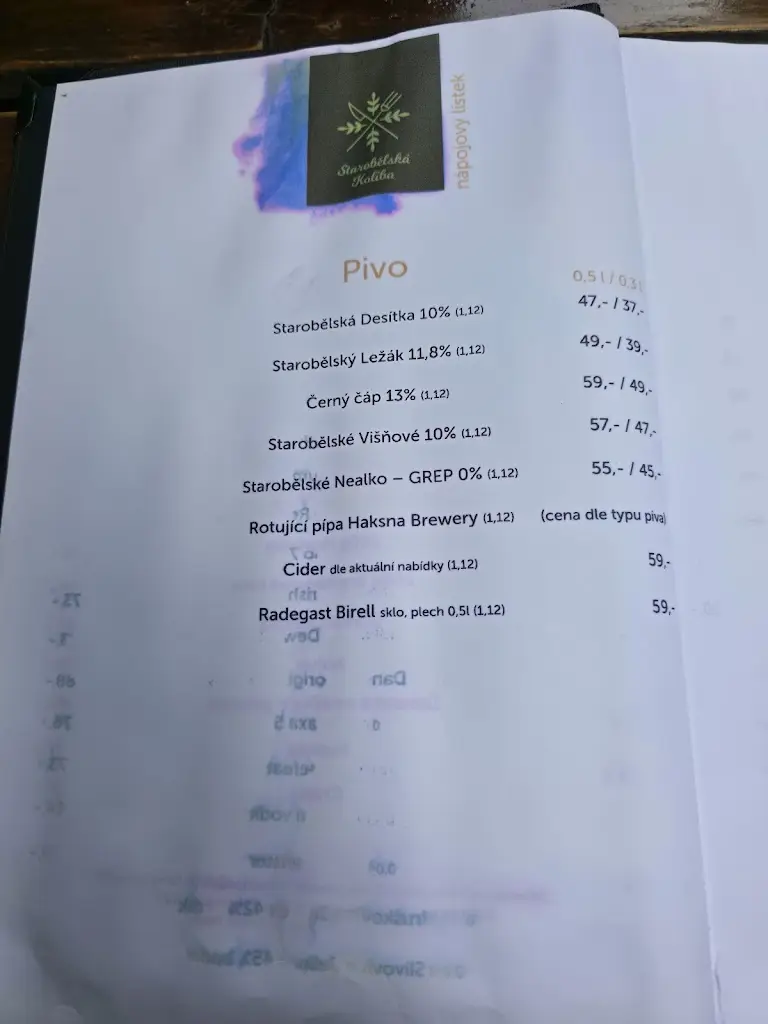 Starobělská
Koliba
nápojový lístek
Pivo
0,5 l / 0,3 l
Starobělská Desítka 10% (1,12) 47,- / 37,-
Starobělský Ležák 11,8% (1,12) 49,- / 39,-
Černý čáp 13% (1,12) 59,- / 49,-
Starobělské Višňové 10% (1,12) 57,- / 47,-
Starobělské Nealko – GREP 0% (1,12) 55,- / 45,-
Rotující pípa Haksna Brewery (1,12) (cena dle typu piva)
Cider dle aktuální nabídky (1,12) 59,-
Radegast Birell sklo, plech 0,5l (1,12) 59,-